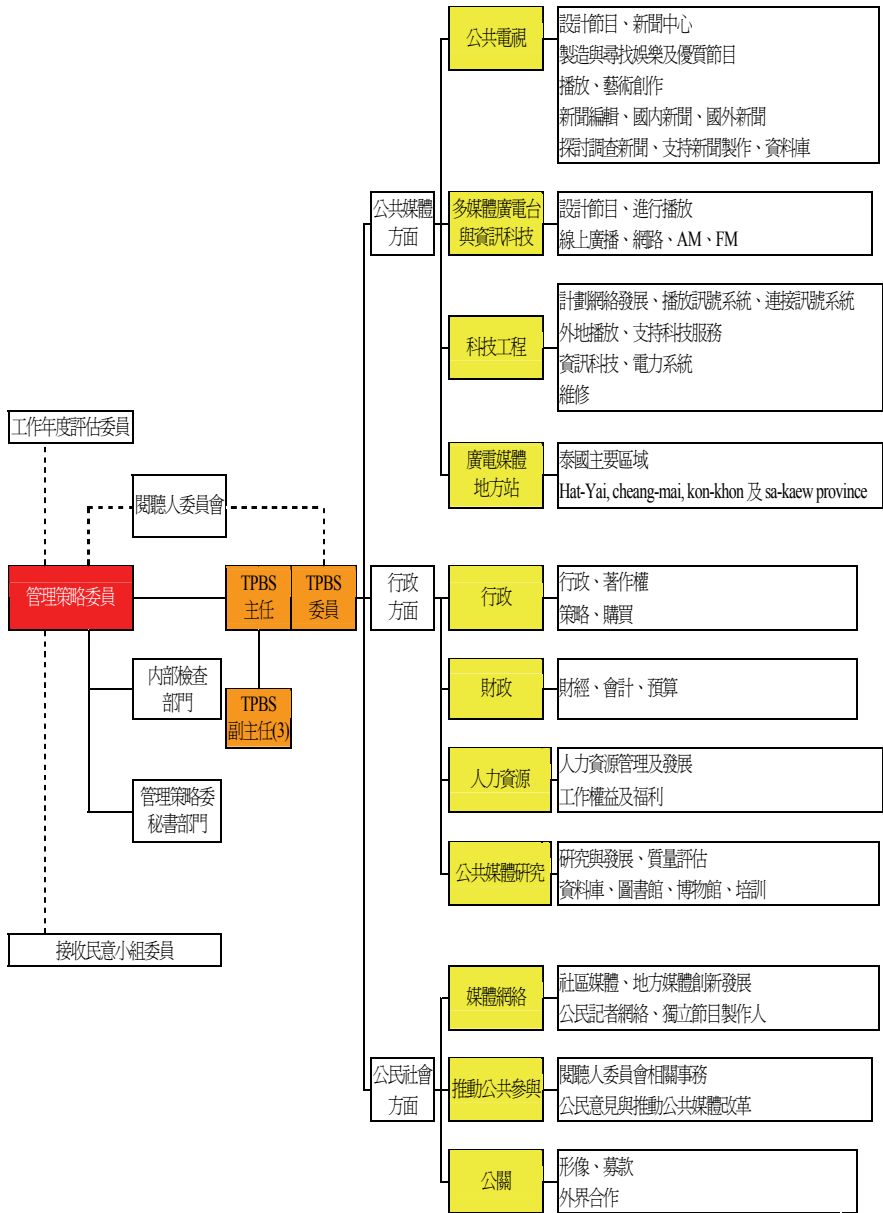 工作年度評估委員
閱聽人委員會
管理策略委員
TPBS
主任
TPBS
委員
內部檢查
部門
TPBS
副主任(3)
管理策略委
秘書部門
接收民意小組委員
公共媒體
方面
公共電視
設計節目、新聞中心
製造與尋找娛樂及優質節目
播放、藝術創作
新聞編輯、國內新聞、國外新聞
探討調查新聞、支持新聞製作、資料庫
多媒體廣電台
與資訊科技
設計節目、進行播放
線上廣播、網路、AM、FM
科技工程
計劃網絡發展、播放訊號系統、連接訊號系統
外地播放、支持科技服務
資訊科技、電力系統
維修
廣電媒體
地方站
泰國主要區域
Hat-Yai, cheang-mai, kon-khon 及 sa-kaew province
行政
方面
行政
行政、著作權
策略、購買
財政
財經、會計、預算
人力資源
人力資源管理及發展
工作權益及福利
公共媒體研究
研究與發展、質量評估
資料庫、圖書館、博物館、培訓
公民社會
方面
媒體網絡
社區媒體、地方媒體創新發展
公民記者網絡、獨立節目製作人
推動公共參與
閱聽人委員會相關事務
公民意見與推動公共媒體改革
公關
形像、募款
外界合作